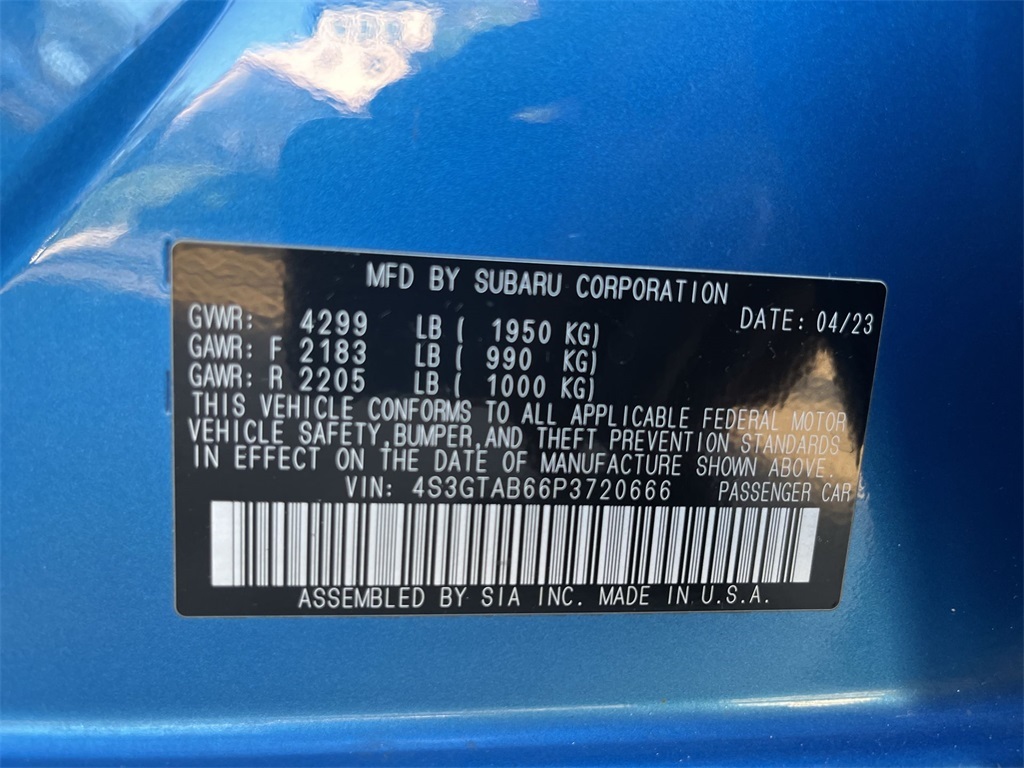 MFD BY SUBARU CORPORATION
GVWR: 4299 LB ( 1950 KG) DATE: 04/23
GAWR: F 2183 LB ( 990 KG)
GAWR: R 2205 LB ( 1000 KG)
THIS VEHICLE CONFORMS TO ALL APPLICABLE FEDERAL MOTOR
VEHICLE SAFETY,BUMPER,AND THEFT PREVENTION STANDARDS
IN EFFECT ON THE DATE OF MANUFACTURE SHOWN ABOVE.
VIN: 4S3GTAB66P3720666 PASSENGER CAR
ASSEMBLED BY SIA INC. MADE IN U.S.A.